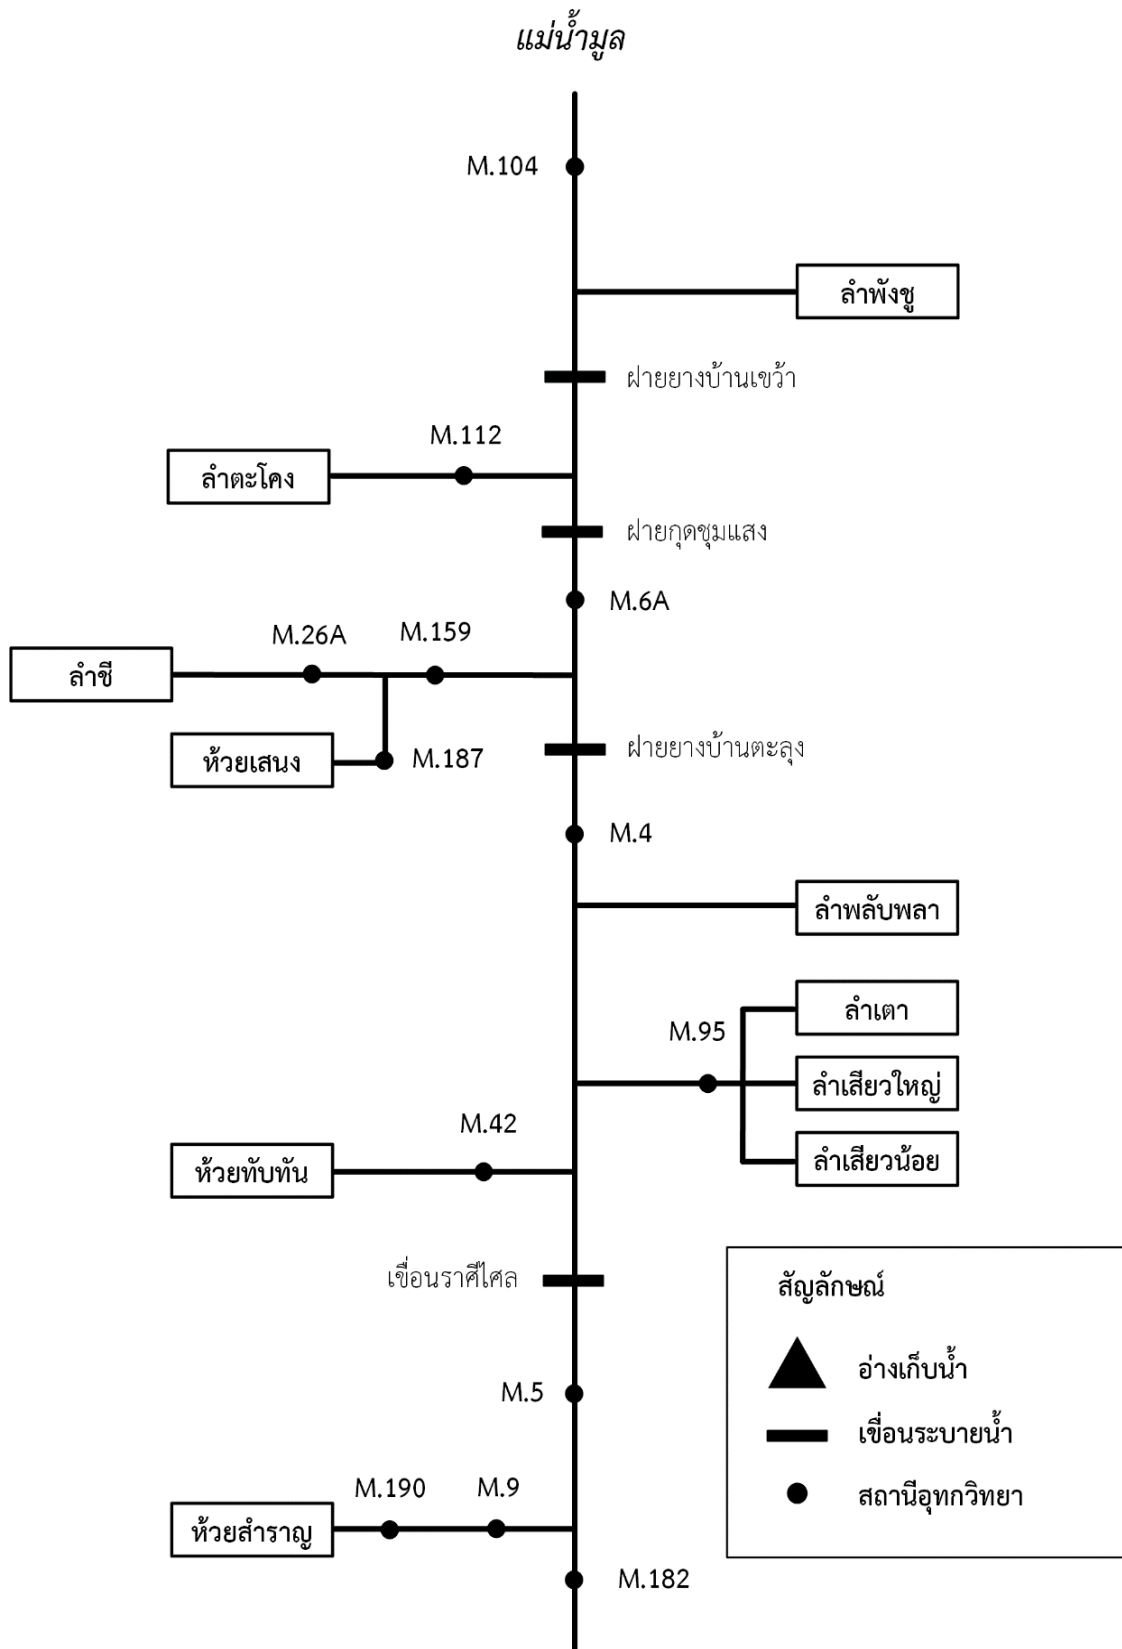 แม่น้ำมูล
M.104
ลำพังชู
ฝายยางบ้านเขว้า
M.112
ลำตะโคง
ฝายกุดชุมแสง
M.6A
M.26A
M.159
ลำชี
ห้วยเสนง
M.187
ฝายยางบ้านตะลุง
M.4
ลำพลับพลา
ลำเตา
M.95
ลำเสียวใหญ่
M.42
ลำเสียวน้อย
ห้วยทับทัน
เขื่อนราศีไศล
สัญลักษณ์
อ่างเก็บน้ำ
เขื่อนระบายน้ำ
สถานีอุทกวิทยา
M.5
M.190
M.9
ห้วยสำราญ
M.182